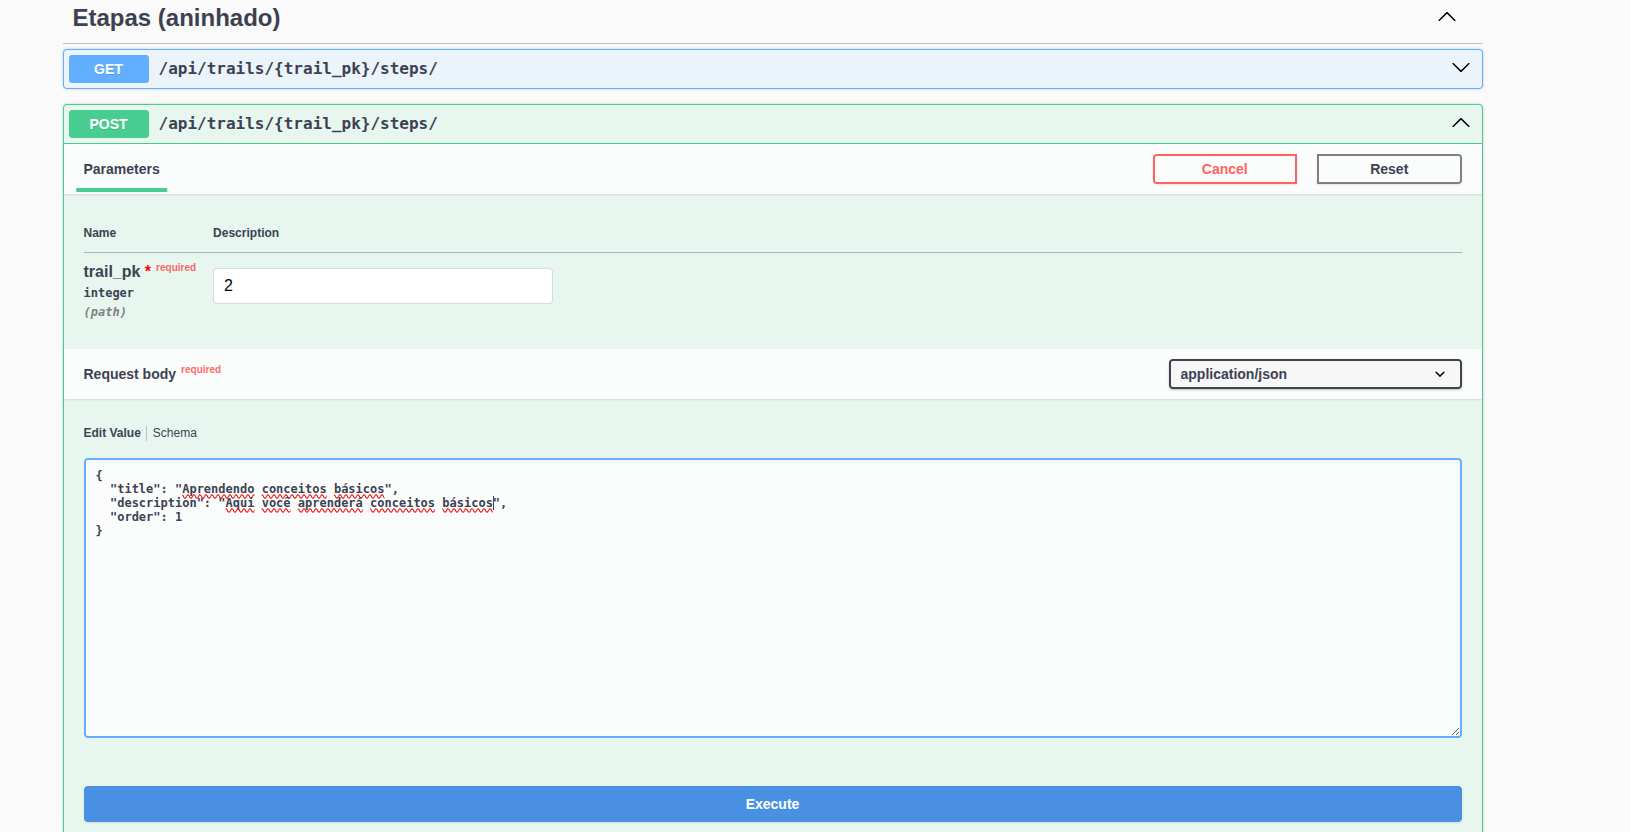 Etapas (aninhado)
GET /api/trails/{trail_pk}/steps/
POST /api/trails/{trail_pk}/steps/
Parameters Cancel Reset
Name Description
trail_pk * required
integer
(path)
2
Request body required application/json
Edit Value Schema
{
  "title": "Aprendendo conceitos básicos",
  "description": "Aqui você aprenderá conceitos básicos",
  "order": 1
}
Execute